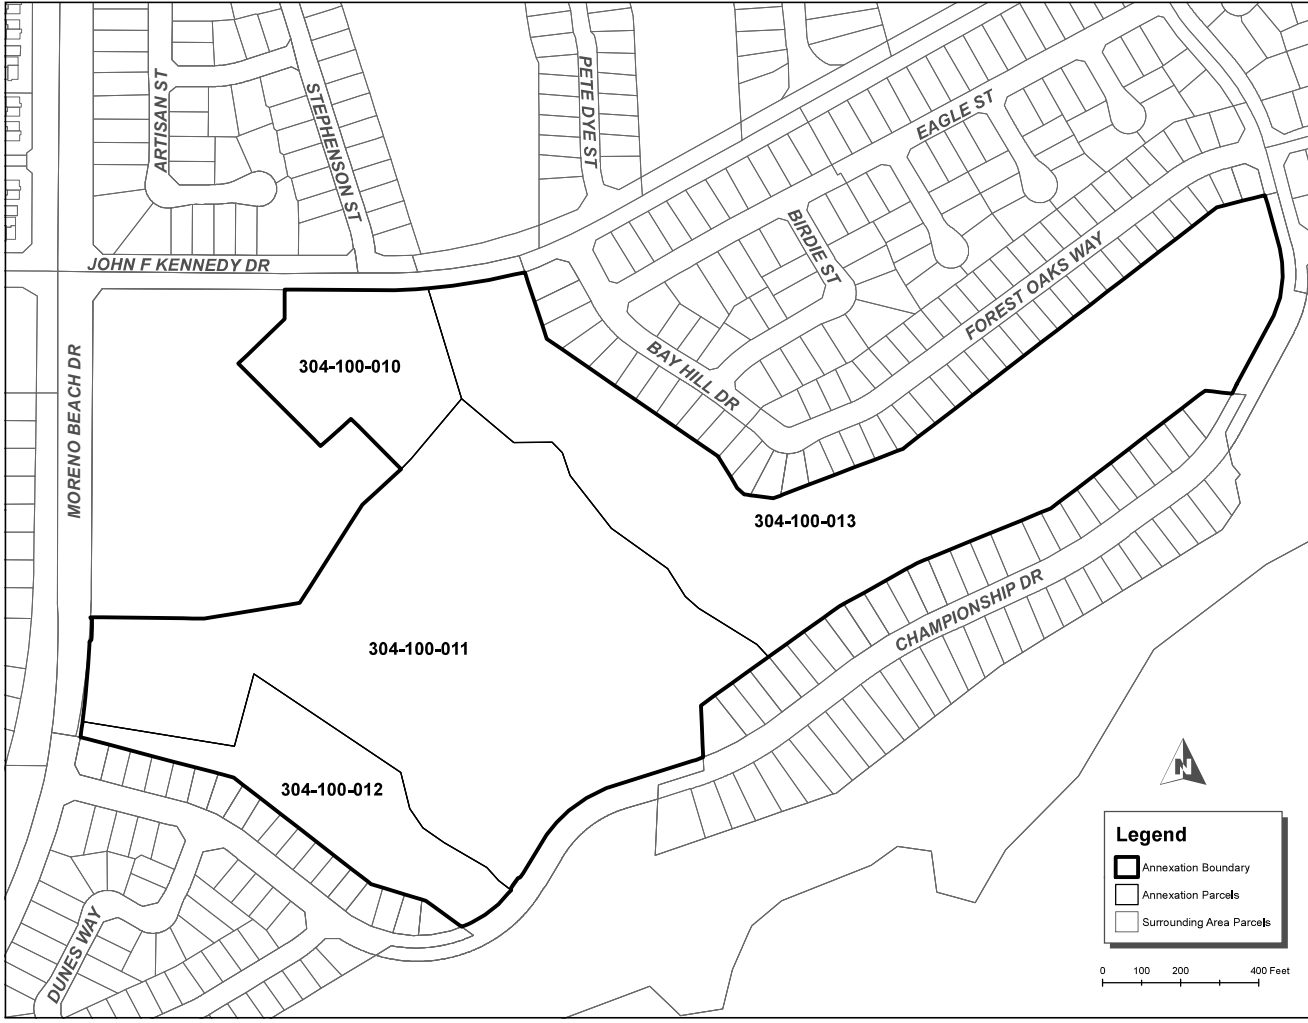 ARTISAN ST
STEPHENSON ST
PETE DYE ST
EAGLE ST
BIRDIE ST
JOHN F KENNEDY DR
FOREST OAKS WAY
BAY HILL DR
MORENO BEACH DR
304-100-010
304-100-013
CHAMPIONSHIP DR
304-100-011
304-100-012
DUNES WAY
N
Legend
Annexation Boundary
Annexation Parcels
Surrounding Area Parcels
0 100 200 400 Feet